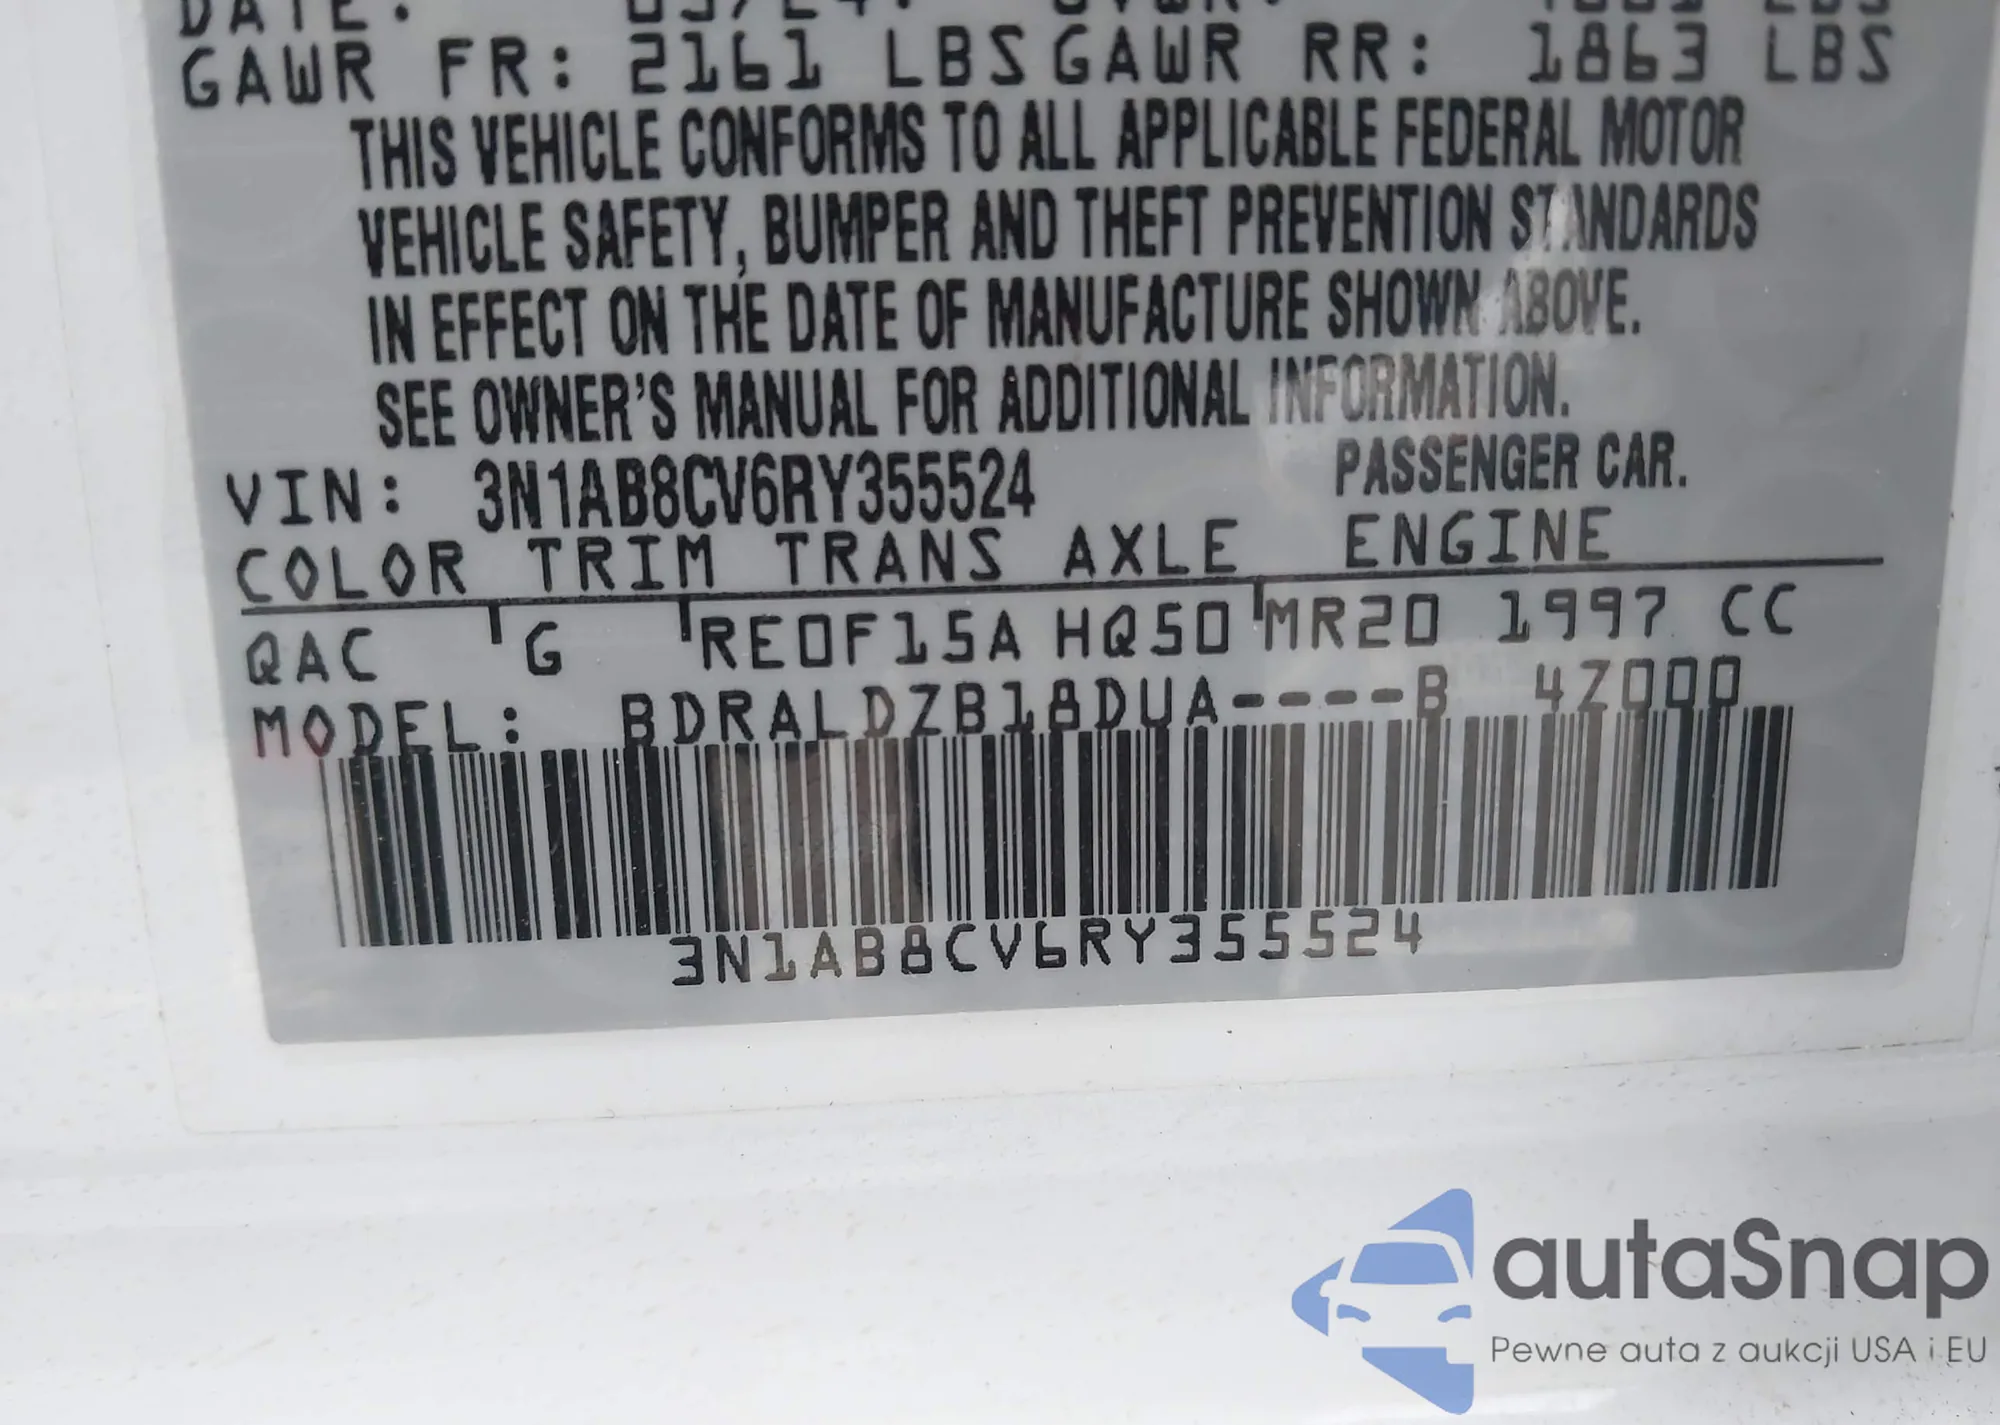 DATE:
GAWR FR: 2161 LBS GAWR RR: 1863 LBS
THIS VEHICLE CONFORMS TO ALL APPLICABLE FEDERAL MOTOR
VEHICLE SAFETY, BUMPER AND THEFT PREVENTION STANDARDS
IN EFFECT ON THE DATE OF MANUFACTURE SHOWN ABOVE.
SEE OWNER'S MANUAL FOR ADDITIONAL INFORMATION.
VIN: 3N1AB8CV6RY355524 PASSENGER CAR.
COLOR TRIM TRANS AXLE ENGINE
QAC G RE0F15A HQ50 MR20 1997 CC
MODEL: BDRALDZB18DUA----B 4Z000
3N1AB8CV6RY355524
autaSnap
Pewne auta z aukcji USA i EU